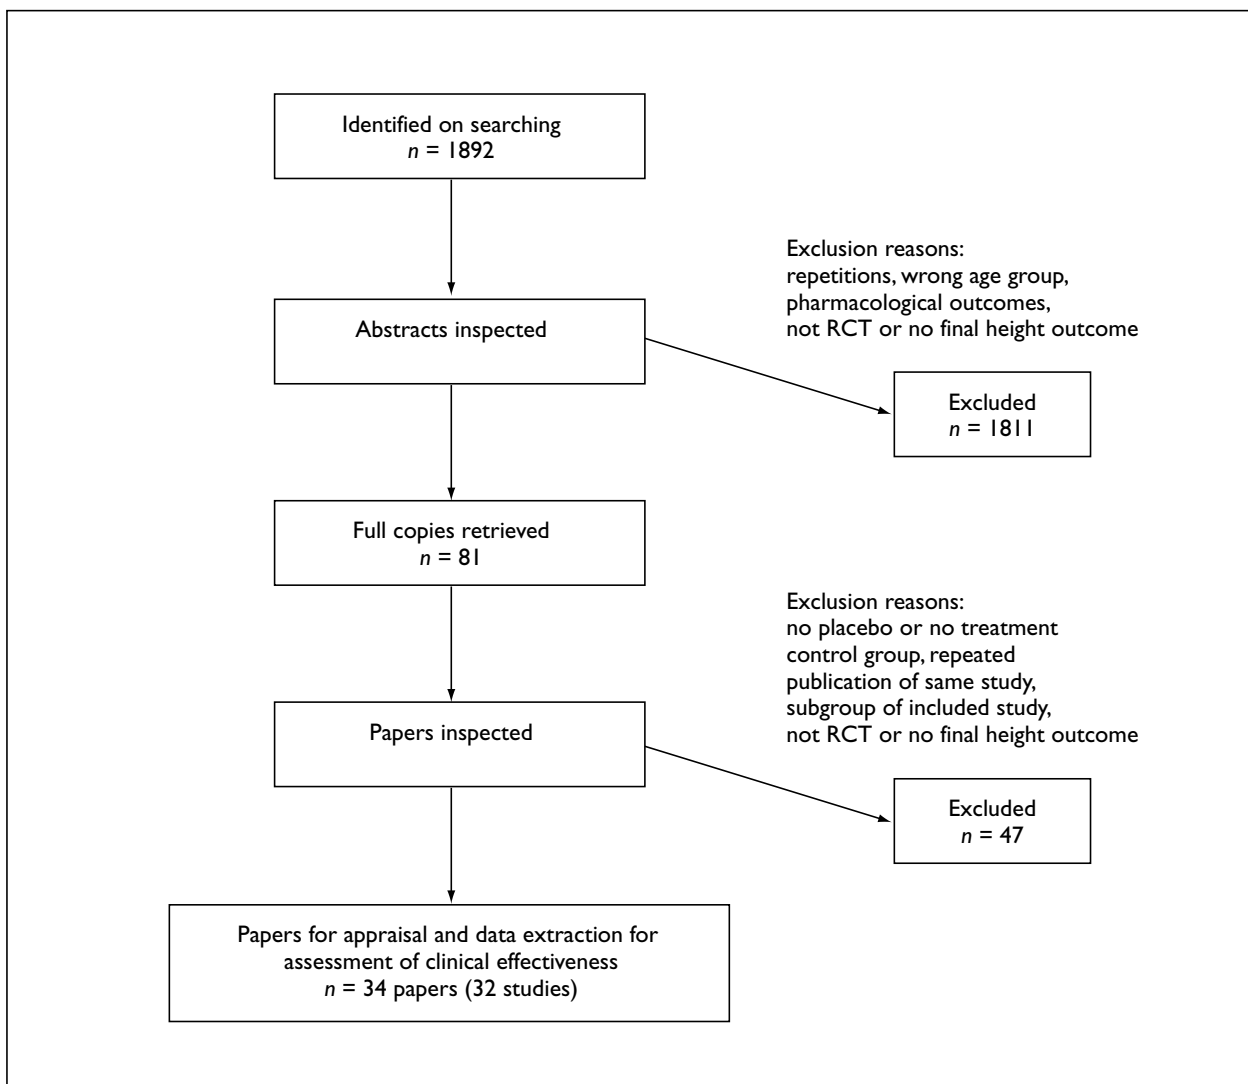 Identified on searching
n = 1892
Exclusion reasons:
repetitions, wrong age group,
pharmacological outcomes,
not RCT or no final height outcome
Abstracts inspected
Excluded
n = 1811
Full copies retrieved
n = 81
Exclusion reasons:
no placebo or no treatment
control group, repeated
publication of same study,
subgroup of included study,
not RCT or no final height outcome
Papers inspected
Excluded
n = 47
Papers for appraisal and data extraction for
assessment of clinical effectiveness
n = 34 papers (32 studies)